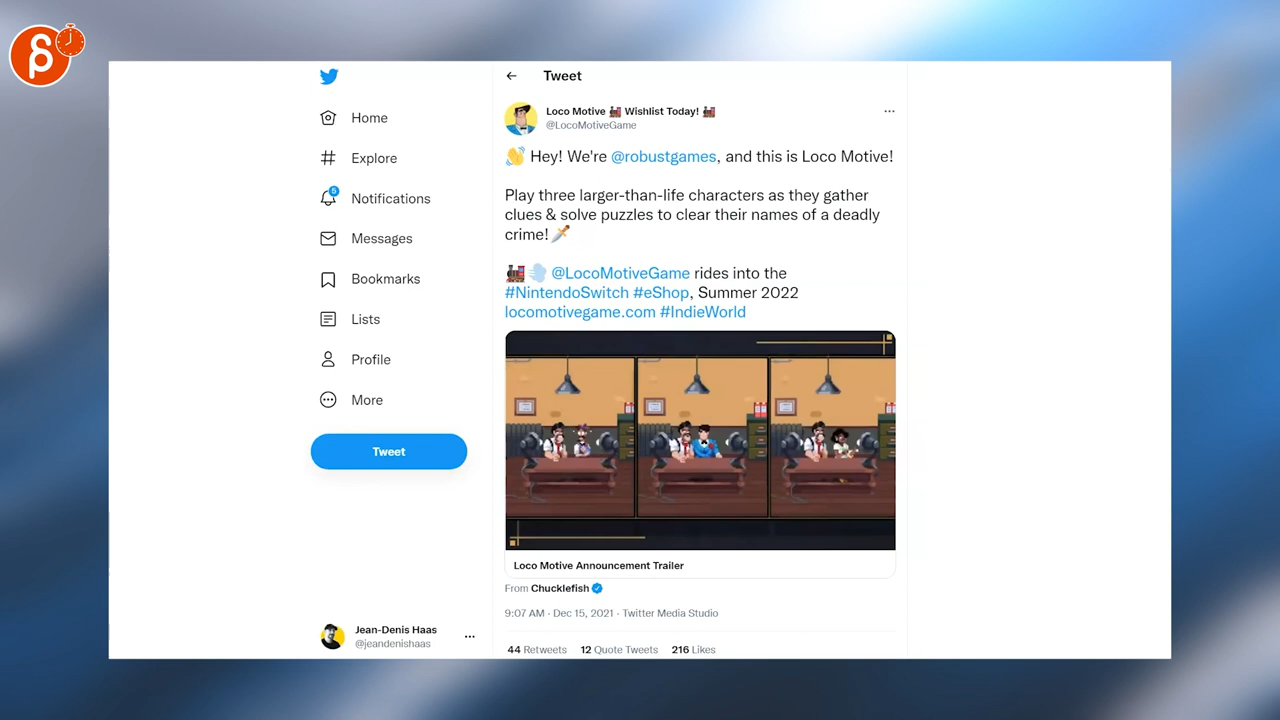 Home
Explore
5
Notifications
Messages
Bookmarks
Lists
Profile
More
Tweet
Jean-Denis Haas
@jeandenishaas
Tweet
Loco Motive 🚂 Wishlist Today! 🚂
@LocoMotiveGame
👋 Hey! We're @robustgames, and this is Loco Motive!
Play three larger-than-life characters as they gather
clues & solve puzzles to clear their names of a deadly
crime!🗡️
🚂💨 @LocoMotiveGame rides into the
#NintendoSwitch #eShop, Summer 2022
locomotivegame.com #IndieWorld
Loco Motive Announcement Trailer
From Chucklefish
9:07 AM · Dec 15, 2021 · Twitter Media Studio
44 Retweets 12 Quote Tweets 216 Likes